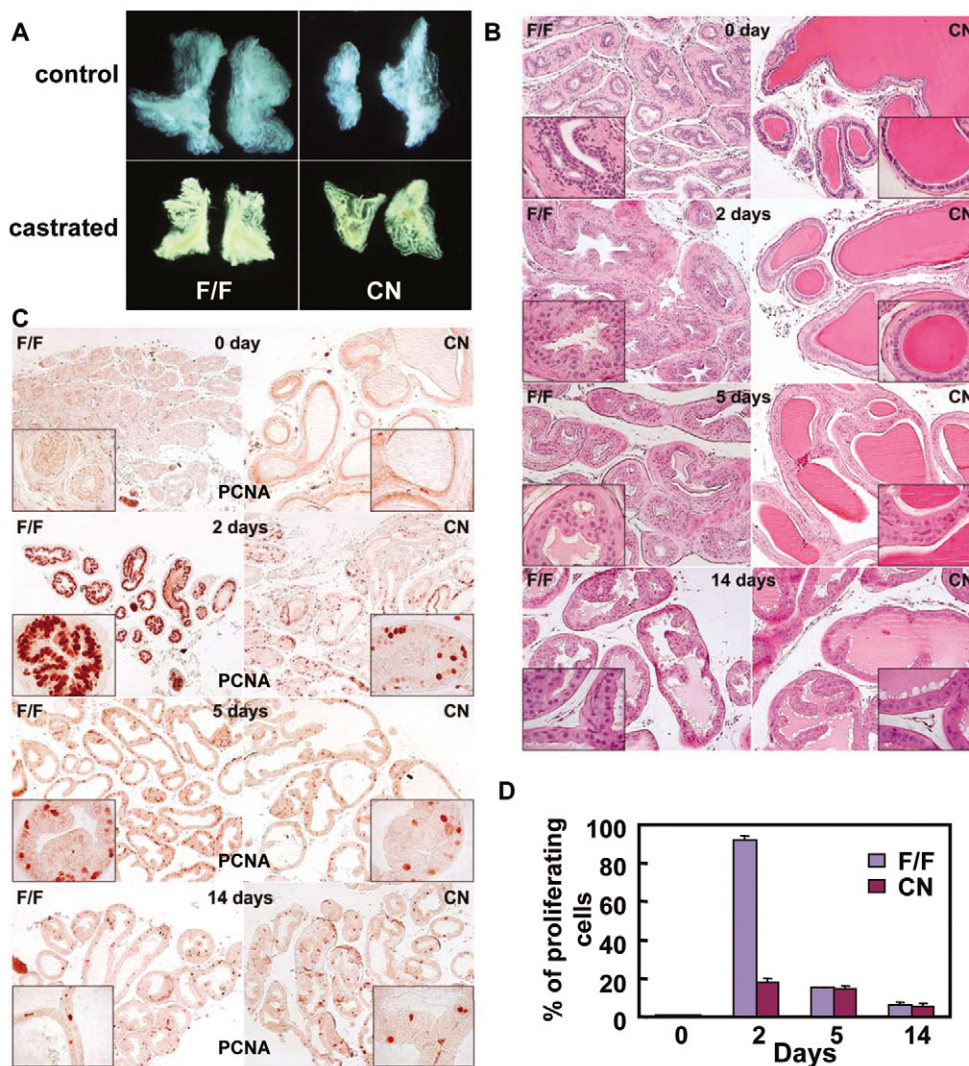 A
control
castrated
F/F
CN
B
F/F
0 day
CN
F/F
2 days
CN
F/F
5 days
CN
F/F
14 days
CN
C
F/F
0 day
CN
PCNA
F/F
2 days
CN
PCNA
F/F
5 days
CN
PCNA
F/F
14 days
CN
PCNA
D
% of proliferating
cells
100
80
60
40
20
0
F/F
CN
0
2
5
14
Days